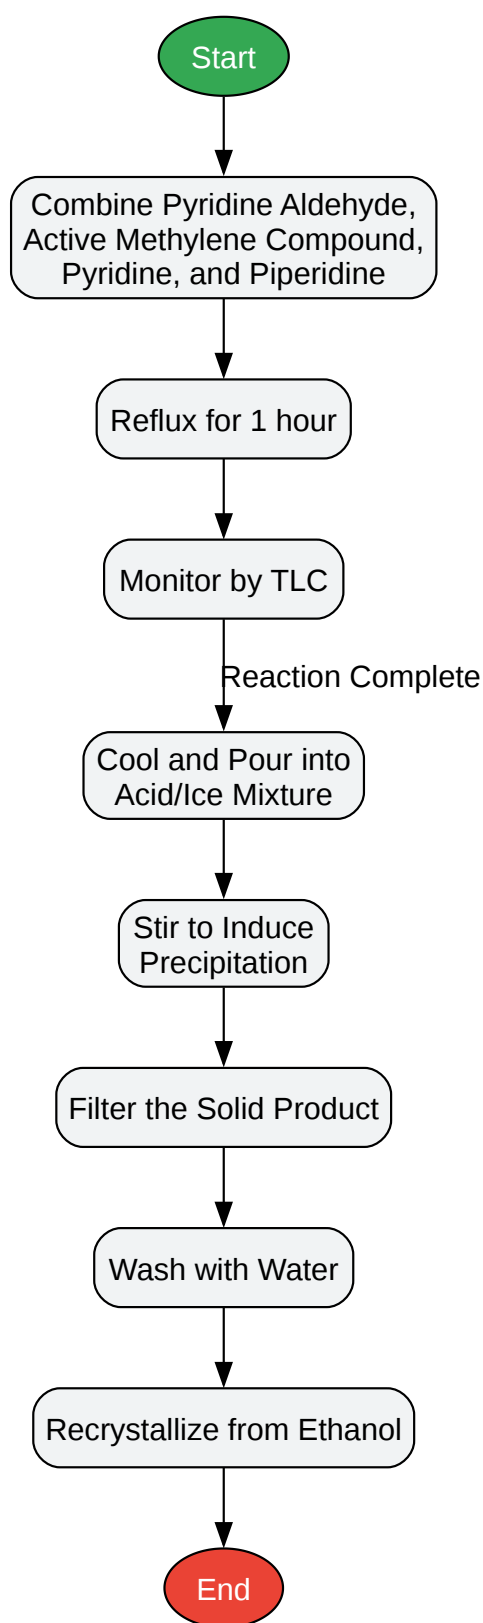 Start
Combine Pyridine Aldehyde,
Active Methylene Compound,
Pyridine, and Piperidine
Reflux for 1 hour
Monitor by TLC
Reaction Complete
Cool and Pour into
Acid/Ice Mixture
Stir to Induce
Precipitation
Filter the Solid Product
Wash with Water
Recrystallize from Ethanol
End